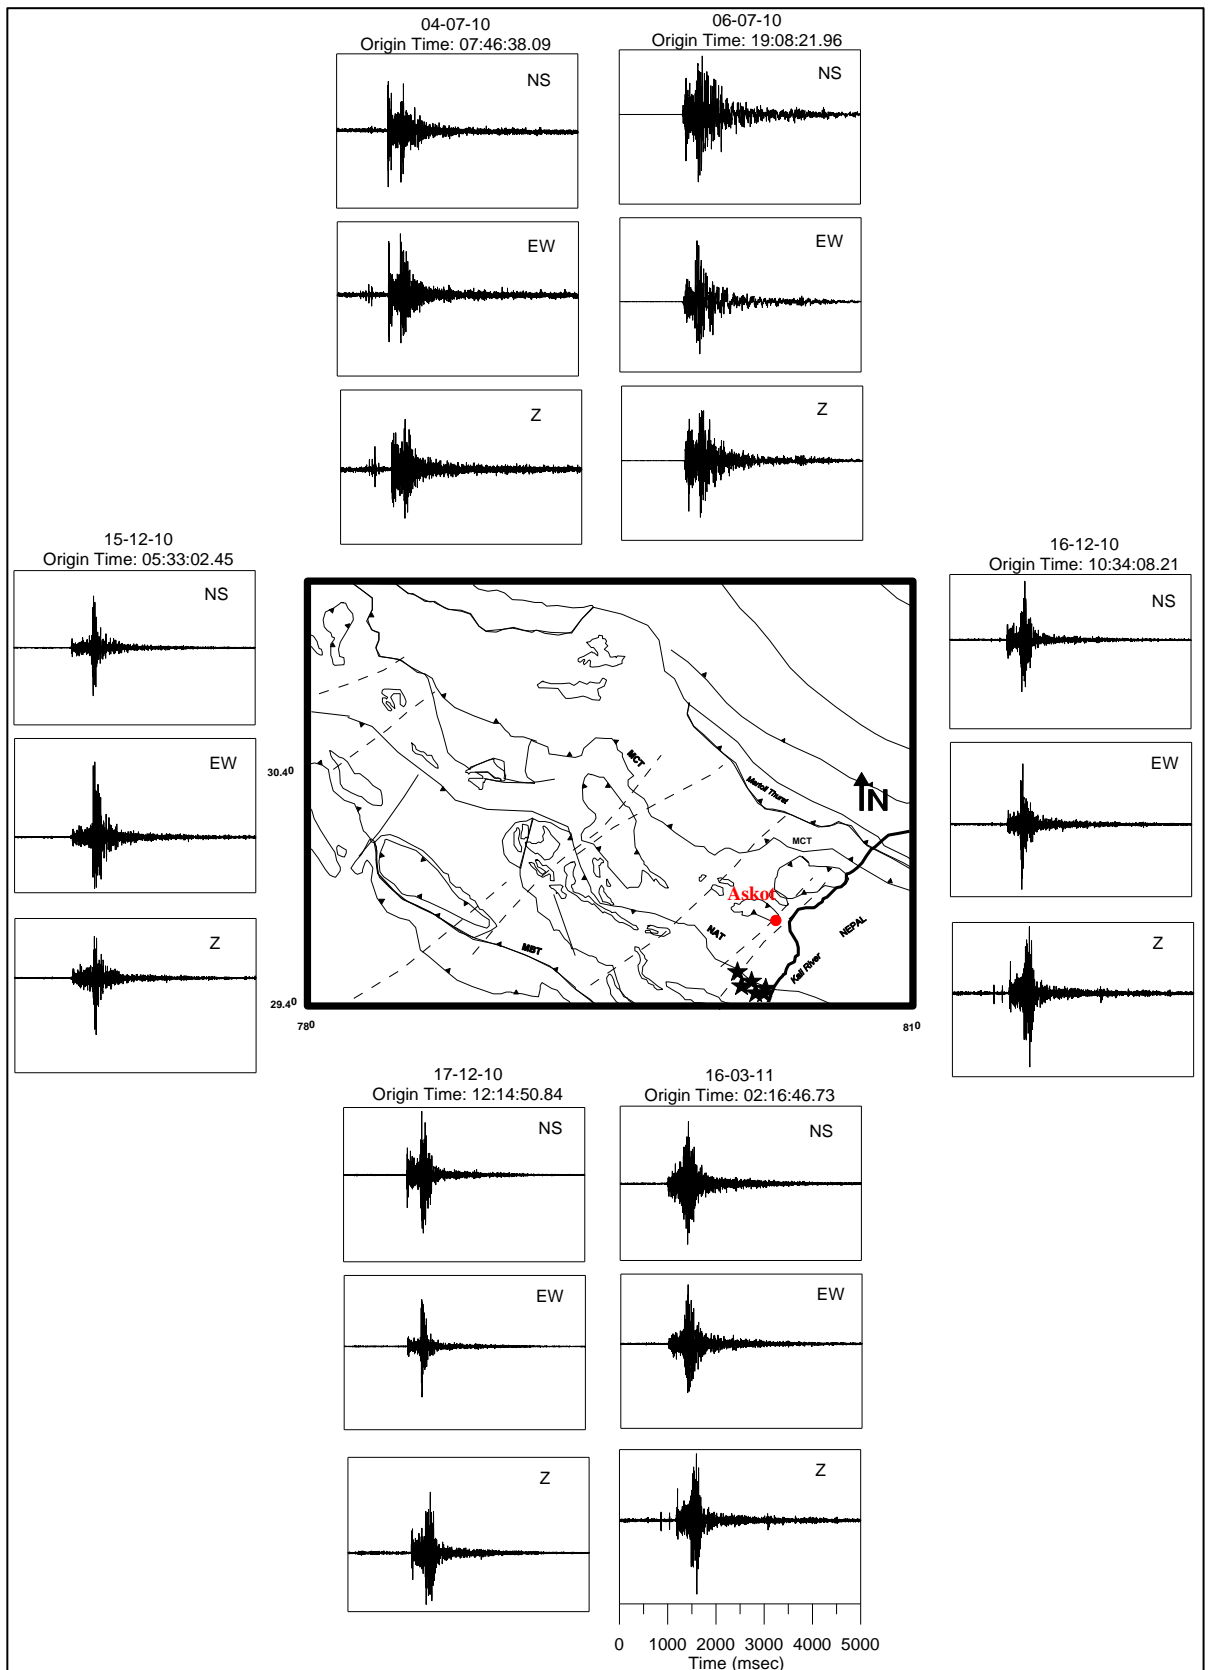 04-07-10
Origin Time: 07:46:38.09
06-07-10
Origin Time: 19:08:21.96
NS
NS
EW
EW
Z
Z
15-12-10
Origin Time: 05:33:02.45
NS
EW
Z
16-12-10
Origin Time: 10:34:08.21
NS
EW
Z
30.4⁰
29.4⁰
78⁰
81⁰
MCT
Martoli Thurst
N
MCT
Askot
NAT
NEPAL
MBT
Kali River
17-12-10
Origin Time: 12:14:50.84
16-03-11
Origin Time: 02:16:46.73
NS
NS
EW
EW
Z
Z
0 1000 2000 3000 4000 5000
Time (msec)